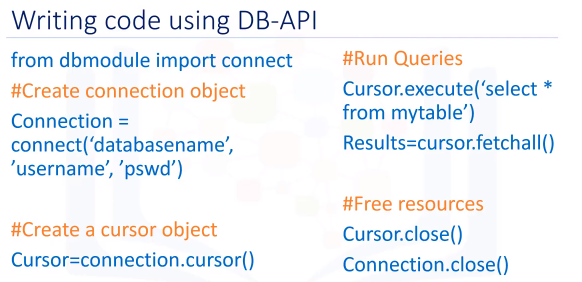 Writing code using DB-API
from dbmodule import connect
#Create connection object
Connection =
connect(‘databasename’,
’username’, ’pswd’)
#Create a cursor object
Cursor=connection.cursor()
#Run Queries
Cursor.execute(‘select *
from mytable’)
Results=cursor.fetchall()
#Free resources
Cursor.close()
Connection.close()